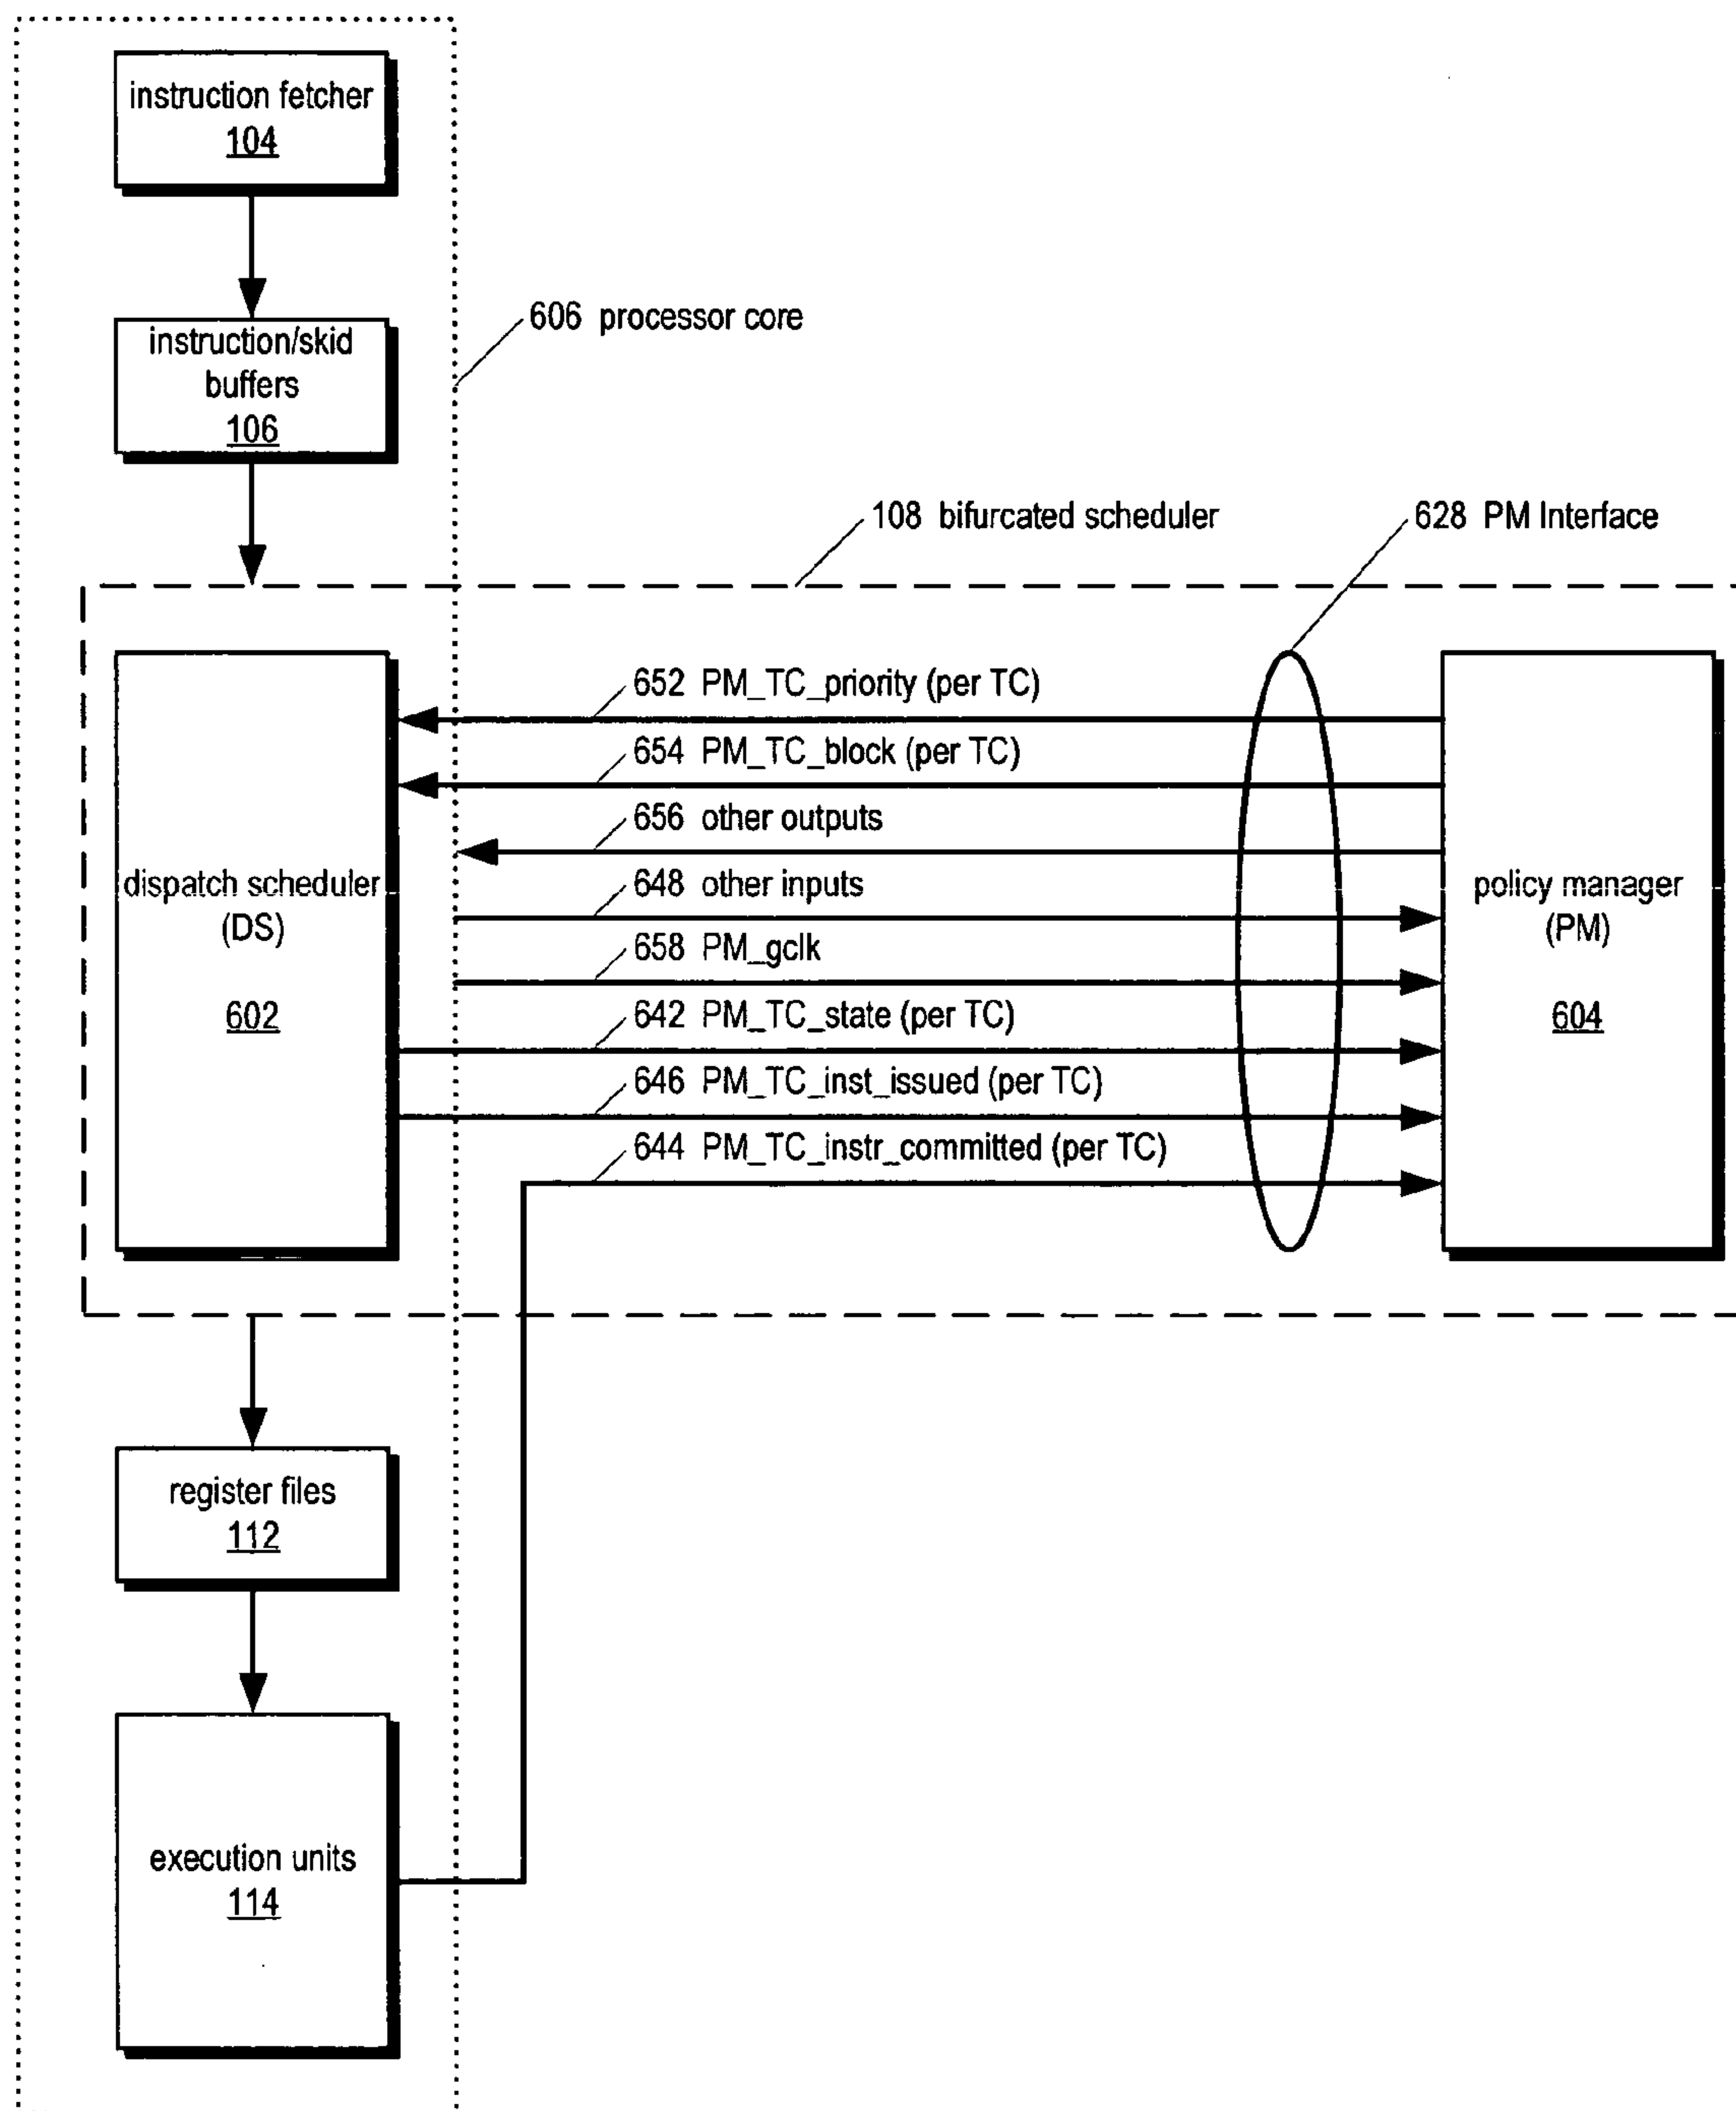 instruction fetcher
104
instruction/skid
buffers
106
606 processor core
108 bifurcated scheduler
628 PM Interface
652 PM_TC_priority (per TC)
654 PM_TC_block (per TC)
656 other outputs
648 other inputs
658 PM_gclk
642 PM_TC_state (per TC)
646 PM_TC_inst_issued (per TC)
644 PM_TC_instr_committed (per TC)
dispatch scheduler
(DS)
602
policy manager
(PM)
604
register files
112
execution units
114